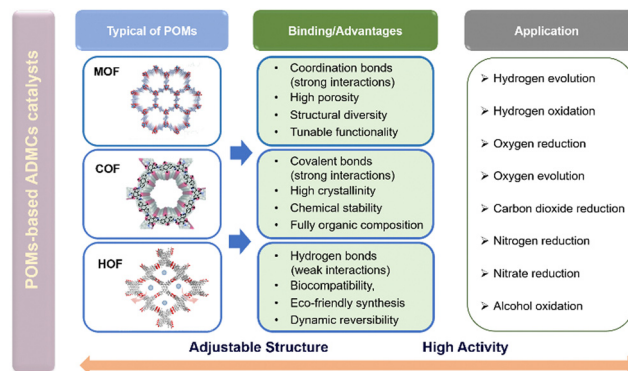 POMs-based ADMCs catalysts
Typical of POMs
MOF
COF
HOF
Binding/Advantages
• Coordination bonds
(strong interactions)
• High porosity
• Structural diversity
• Tunable functionality
• Covalent bonds
(strong interactions)
• High crystallinity
• Chemical stability
• Fully organic composition
• Hydrogen bonds
(weak interactions)
• Biocompatibility,
• Eco-friendly synthesis
• Dynamic reversibility
Application
➢ Hydrogen evolution
➢ Hydrogen oxidation
➢ Oxygen reduction
➢ Oxygen evolution
➢ Carbon dioxide reduction
➢ Nitrogen reduction
➢ Nitrate reduction
➢ Alcohol oxidation
Adjustable Structure
High Activity